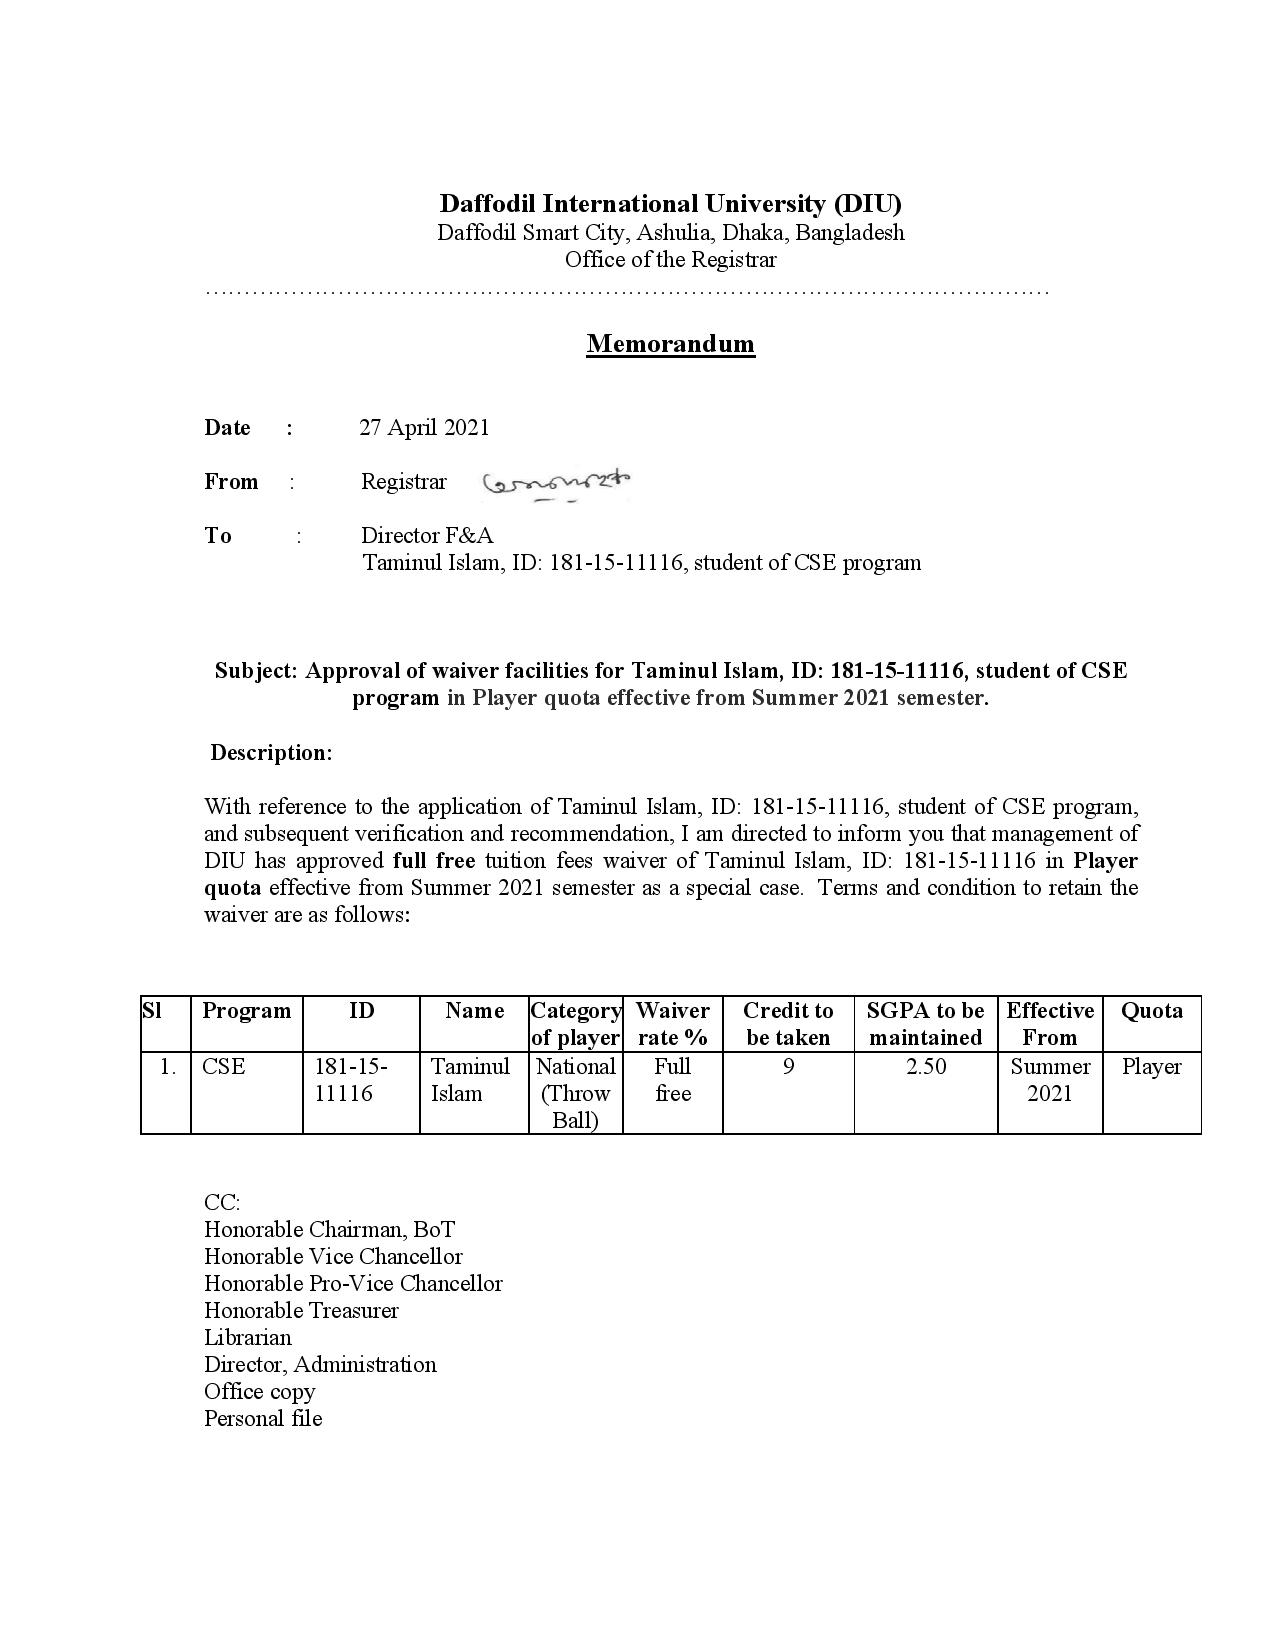 Daffodil International University (DIU)
Daffodil Smart City, Ashulia, Dhaka, Bangladesh
Office of the Registrar
……………………………………………………………………………………………
Memorandum
Date : 27 April 2021
From : Registrar
To : Director F&A
Taminul Islam, ID: 181-15-11116, student of CSE program
Subject: Approval of waiver facilities for Taminul Islam, ID: 181-15-11116, student of CSE
program in Player quota effective from Summer 2021 semester.
Description:
With reference to the application of Taminul Islam, ID: 181-15-11116, student of CSE program,
and subsequent verification and recommendation, I am directed to inform you that management of
DIU has approved full free tuition fees waiver of Taminul Islam, ID: 181-15-11116 in Player
quota effective from Summer 2021 semester as a special case. Terms and condition to retain the
waiver are as follows:
Sl Program ID Name Category Waiver Credit to SGPA to be Effective Quota
of player rate % be taken maintained From
1. CSE 181-15- Taminul National Full 9 2.50 Summer Player
11116 Islam (Throw free 2021
Ball)
CC:
Honorable Chairman, BoT
Honorable Vice Chancellor
Honorable Pro-Vice Chancellor
Honorable Treasurer
Librarian
Director, Administration
Office copy
Personal file